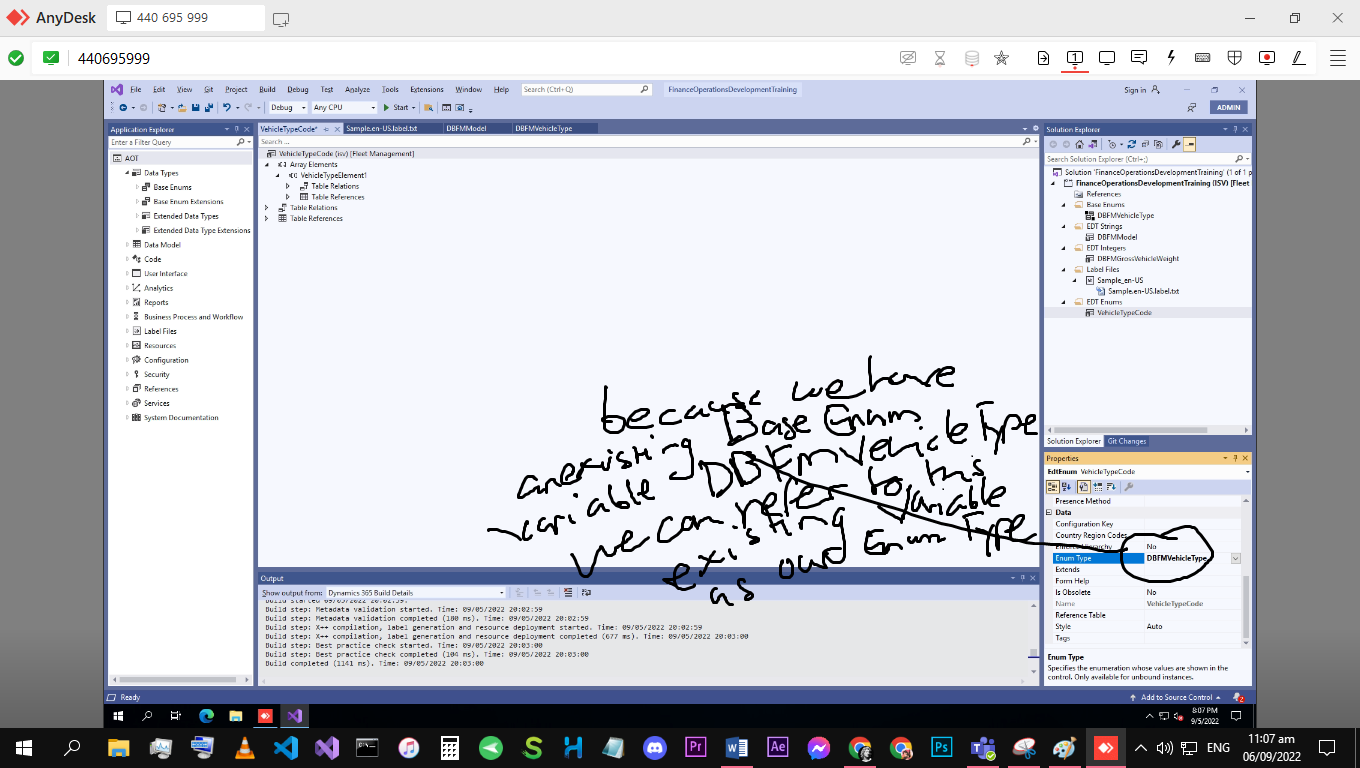 AnyDesk
440 695 999
440695999
File Edit View Git Project Build Debug Test Analyze Tools Extensions Window Help
Search (Ctrl+Q)
FinanceOperationsDevelopmentTraining
Sign in
Debug
Any CPU
Start
ADMIN
Application Explorer
Enter a Filter Query
AOT
Data Types
Base Enums
Base Enum Extensions
Extended Data Types
Extended Data Type Extensions
Data Model
Code
User Interface
Analytics
Reports
Business Process and Workflow
Label Files
Resources
Configuration
Security
References
Services
System Documentation
VehicleTypeCode*
Sample.en-US.label.txt
DBFMModel
DBFMVehicleType
Search ...
VehicleTypeCode (isv) [Fleet Management]
Array Elements
VehicleTypeElement1
Table Relations
Table References
Table Relations
Table References
because we have
an existing Base Enum
variable DBFMVehicleType
we can refer to this
existing variable
as our Enum Type
Output
Show output from: Dynamics 365 Build Details
Build started 09/05/2022 20:02:59.
Build step: Metadata validation started. Time: 09/05/2022 20:02:59
Build step: Metadata validation completed (180 ms). Time: 09/05/2022 20:02:59
Build step: X++ compilation, label generation and resource deployment started. Time: 09/05/2022 20:02:59
Build step: X++ compilation, label generation and resource deployment completed (677 ms). Time: 09/05/2022 20:03:00
Build step: Best practice check started. Time: 09/05/2022 20:03:00
Build step: Best practice check completed (104 ms). Time: 09/05/2022 20:03:00
Build completed (1141 ms). Time: 09/05/2022 20:03:00
Solution Explorer
Search Solution Explorer (Ctrl+;)
Solution 'FinanceOperationsDevelopmentTraining' (1 of 1 p
FinanceOperationsDevelopmentTraining (ISV) [Fleet
References
Base Enums
DBFMVehicleType
EDT Strings
DBFMModel
EDT Integers
DBFMGrossVehicleWeight
Label Files
Sample_en-US
Sample.en-US.label.txt
EDT Enums
VehicleTypeCode
Solution Explorer
Git Changes
Properties
EdtEnum VehicleTypeCode
Presence Method
Data
Configuration Key
Country Region Codes
Hierarchy No
Enum Type DBFMVehicleType
Extends
Form Help
Is Obsolete No
Name VehicleTypeCode
Reference Table
Style Auto
Tags
Enum Type
Specifies the enumeration whose values are shown in the
control. Only available for unbound instances.
Ready
Add to Source Control
2
8:07 PM
9/5/2022
ENG
11:07 am
06/09/2022